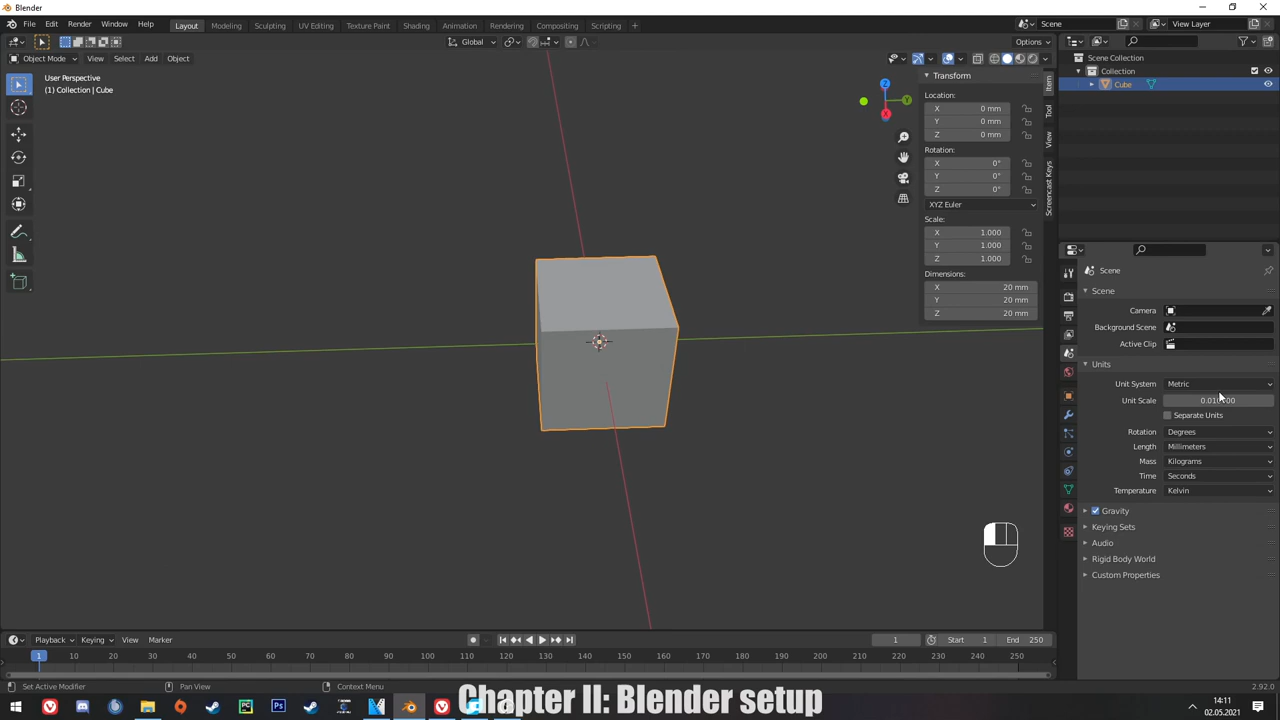 Blender
File Edit Render Window Help Layout Modeling Sculpting UV Editing Texture Paint Shading Animation Rendering Compositing Scripting + Scene View Layer
Global Options
Object Mode View Select Add Object
User Perspective
(1) Collection | Cube
Z
Y
X
Transform
Location:
X 0 mm
Y 0 mm
Z 0 mm
Rotation:
X 0°
Y 0°
Z 0°
XYZ Euler
Scale:
X 1.000
Y 1.000
Z 1.000
Dimensions:
X 20 mm
Y 20 mm
Z 20 mm
Item
Tool
View
Screencast Keys
Scene Collection
Collection
Cube
Scene
Scene
Camera
Background Scene
Active Clip
Units
Unit System Metric
Unit Scale
Separate Units
Rotation Degrees
Length Millimeters
Mass Kilograms
Time Seconds
Temperature Kelvin
Gravity
Keying Sets
Audio
Rigid Body World
Custom Properties
Playback Keying View Marker 1 Start 1 End 250
1 10 20 30 40 50 60 70 80 90 100 110 120 130 140 150 160 170 180 190 200 210 220 230 240 250
Set Active Modifier Pan View Context Menu 2.92.0
Chapter II: Blender setup
PC Ps
14:11
02.05.2021